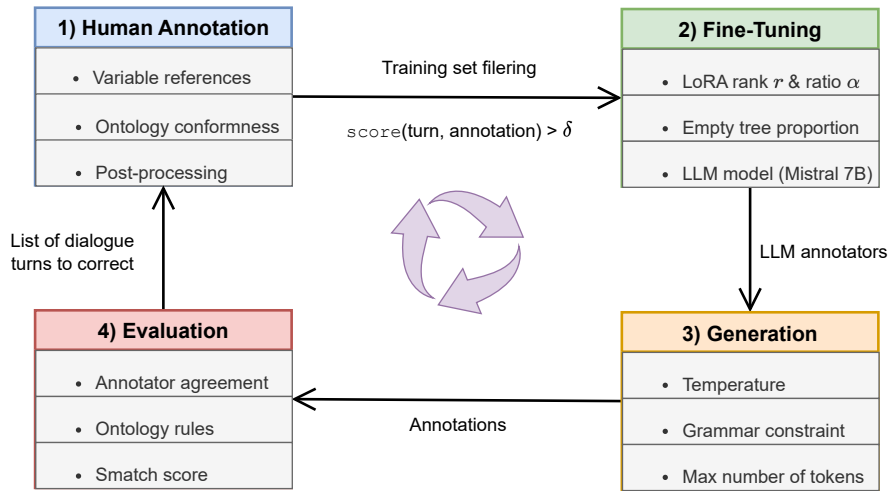 1) Human Annotation
• Variable references
• Ontology conformness
• Post-processing
Training set filering
score(turn, annotation) > δ
2) Fine-Tuning
• LoRA rank r & ratio α
• Empty tree proportion
• LLM model (Mistral 7B)
LLM annotators
3) Generation
• Temperature
• Grammar constraint
• Max number of tokens
Annotations
4) Evaluation
• Annotator agreement
• Ontology rules
• Smatch score
List of dialogue
turns to correct